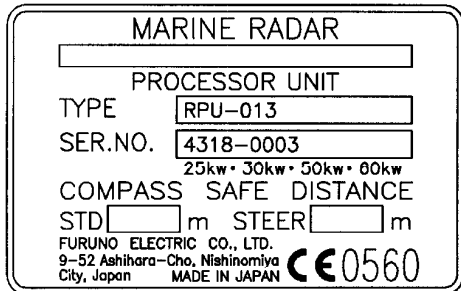 MARINE RADAR
PROCESSOR UNIT
TYPE RPU-013
SER.NO. 4318-0003
25kw・30kw・50kw・60kw
COMPASS SAFE DISTANCE
STD m STEER m
FURUNO ELECTRIC CO., LTD.
9-52 Ashihara-Cho, Nishinomiya
City, Japan MADE IN JAPAN CE0560